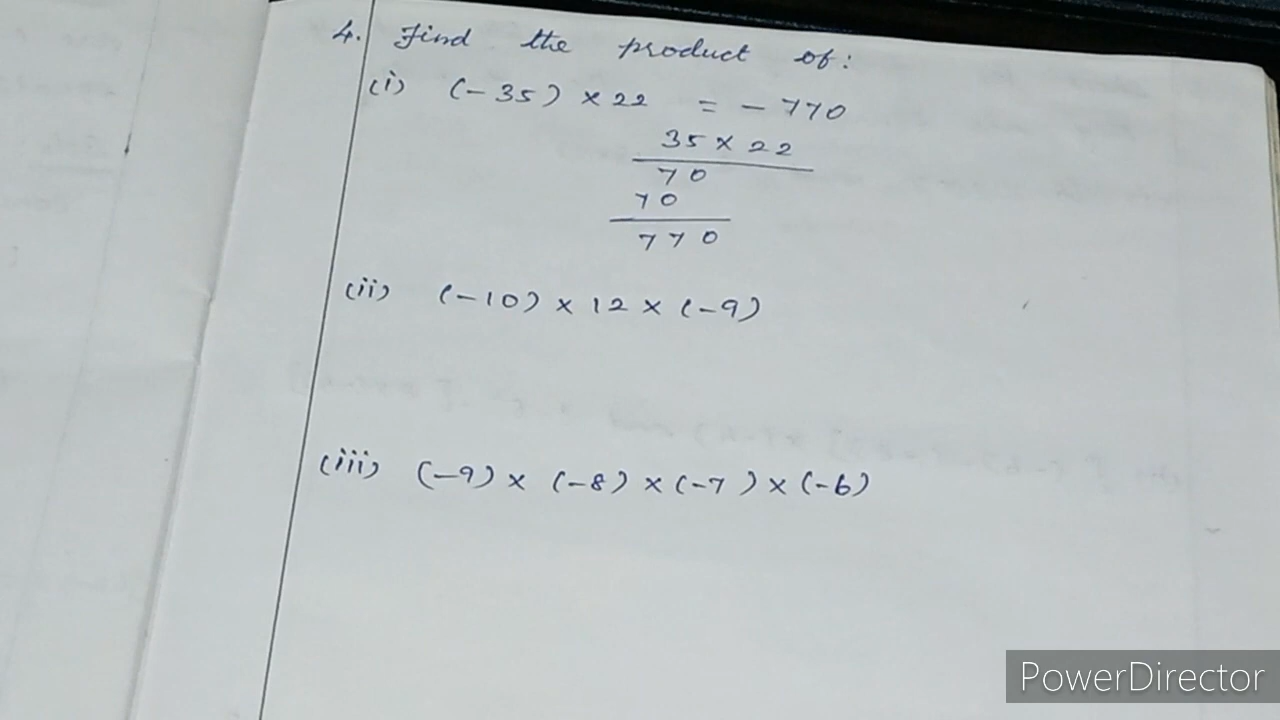 4. Find the product of:
(i) (-35) × 22 = -770
35 × 22
70
70
770
(ii) (-10) × 12 × (-9)
(iii) (-9) × (-8) × (-7) × (-6)
PowerDirector